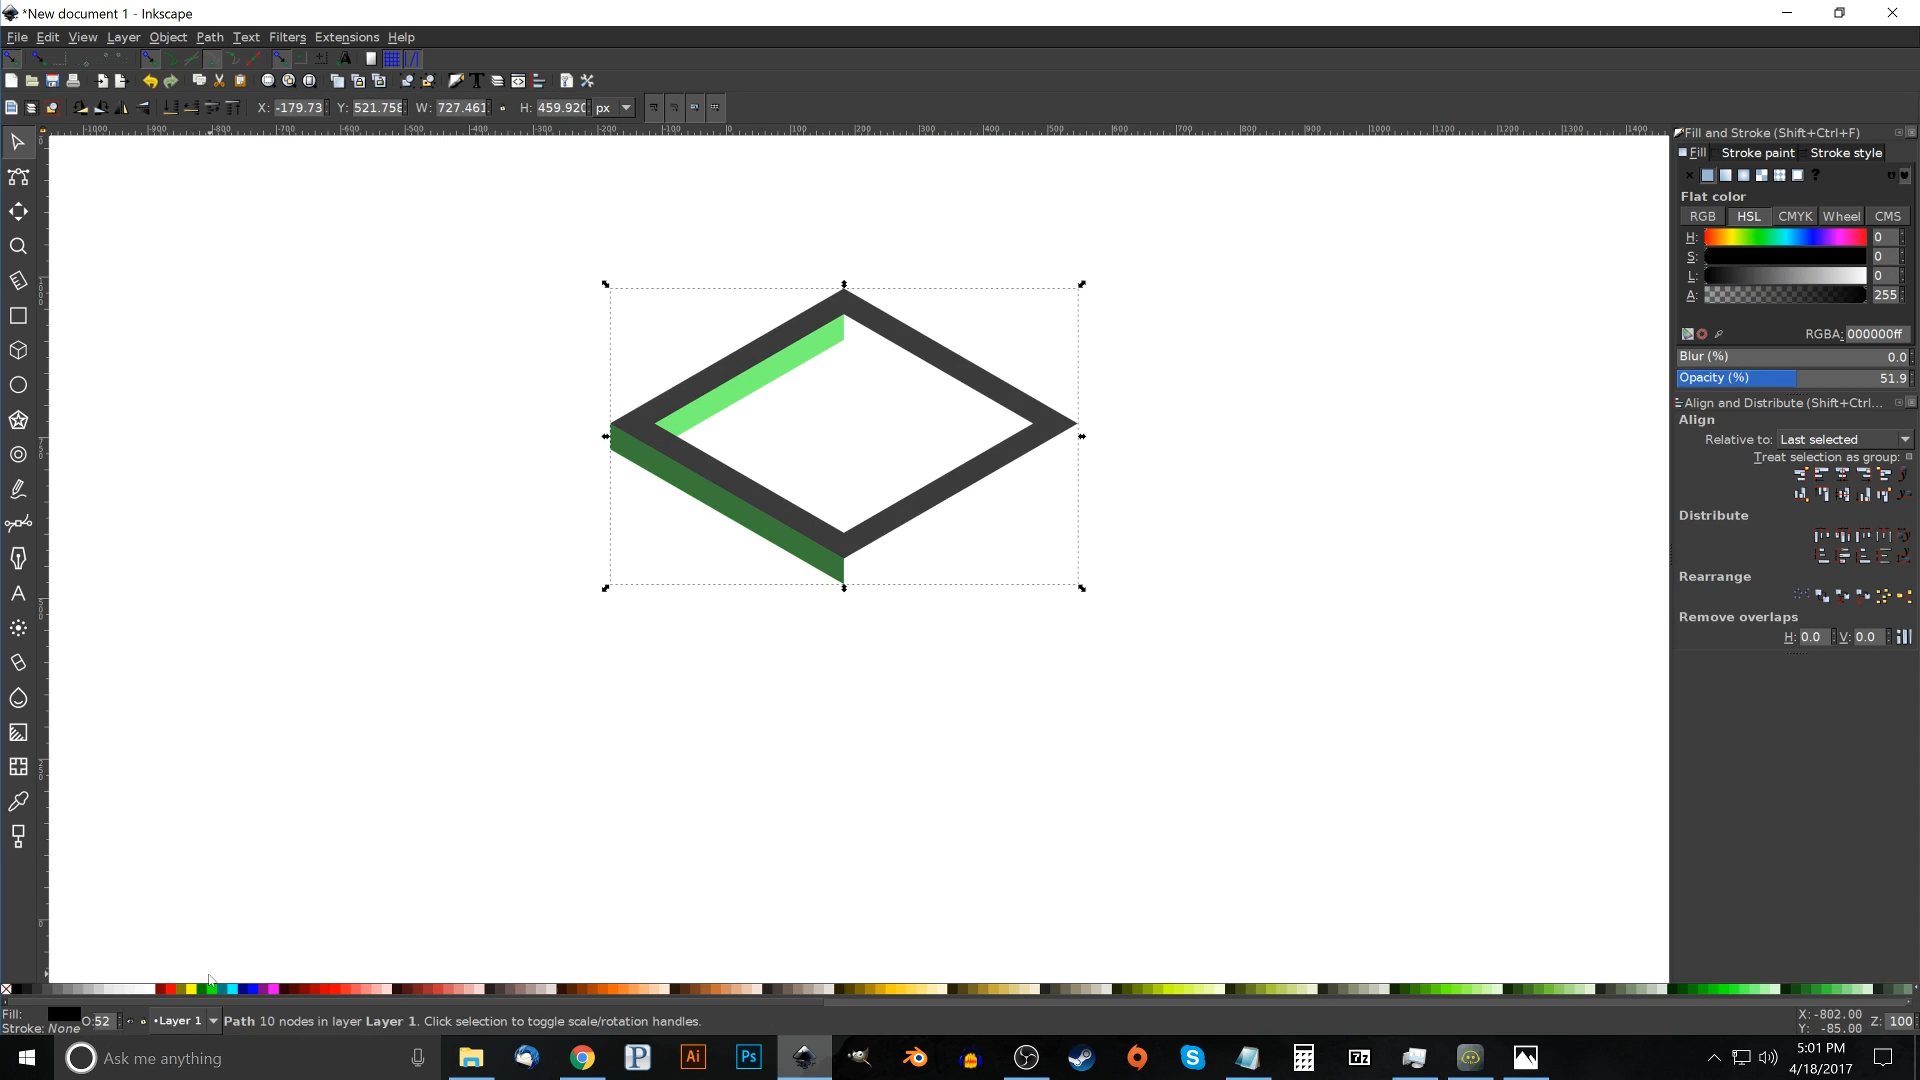 *New document 1 - Inkscape
File Edit View Layer Object Path Text Filters Extensions Help
X: -179.73 Y: 521.758 W: 727.461 H: 459.920 px
Fill and Stroke (Shift+Ctrl+F)
Fill Stroke paint Stroke style
Flat color
RGB HSL CMYK Wheel CMS
H: 0
S: 0
L: 0
A: 255
RGBA: 000000ff
Blur (%) 0.0
Opacity (%) 51.9
Align and Distribute (Shift+Ctrl...
Align
Relative to: Last selected
Treat selection as group:
Distribute
Rearrange
Remove overlaps
H: 0.0 V: 0.0
Fill:
Stroke: None O: 52 •Layer 1 Path 10 nodes in layer Layer 1. Click selection to toggle scale/rotation handles.
X: -802.00
Y: -85.00
Z: 100
Ask me anything
Ai
Ps
7z
5:01 PM
4/18/2017